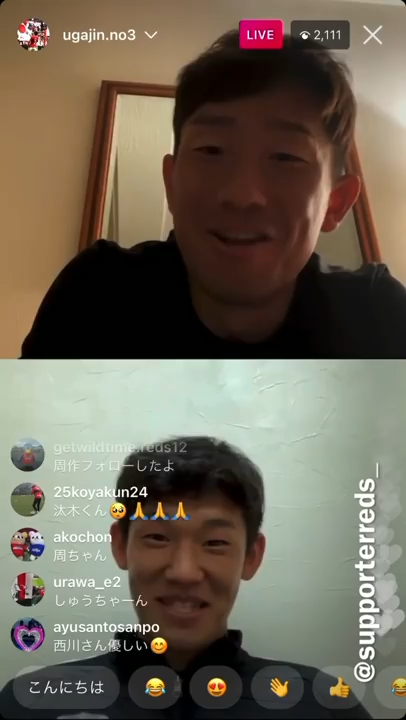 ugajin.no3
LIVE
2,111
getwildtime.reds12
周作フォローしたよ
25koyakun24
汰木くん🥺🙏🙏🙏
akochon
周ちゃん
urawa_e2
しゅうちゃーん
ayusantosanpo
西川さん優しい😊
@supporterreds_
こんにちは